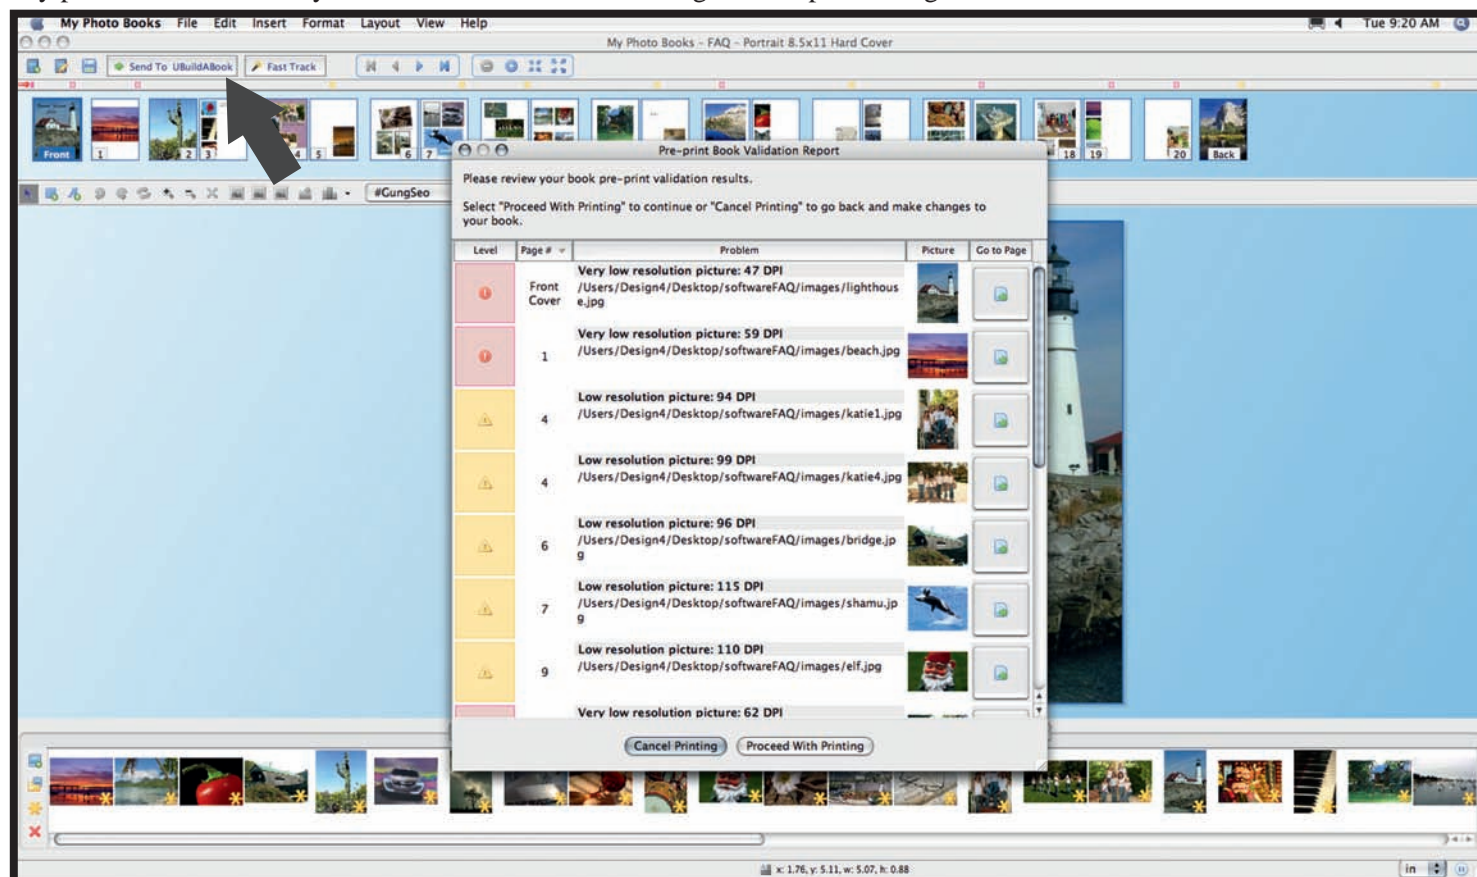 My Photo Books File Edit Insert Format Layout View Help
Tue 9:20 AM
My Photo Books - FAQ - Portrait 8.5x11 Hard Cover
Send To UBuildABook
Fast Track
Front
1
2
3
4
5
6
7
18
19
20
Back
#GungSeo
Pre-print Book Validation Report
Please review your book pre-print validation results.
Select "Proceed With Printing" to continue or "Cancel Printing" to go back and make changes to
your book.
Level Page # Problem Picture Go to Page
Very low resolution picture: 47 DPI
Front
Cover
/Users/Design4/Desktop/softwareFAQ/images/lighthous
e.jpg
Very low resolution picture: 59 DPI
1
/Users/Design4/Desktop/softwareFAQ/images/beach.jpg
Low resolution picture: 94 DPI
4
/Users/Design4/Desktop/softwareFAQ/images/katie1.jpg
Low resolution picture: 99 DPI
4
/Users/Design4/Desktop/softwareFAQ/images/katie4.jpg
Low resolution picture: 96 DPI
6
/Users/Design4/Desktop/softwareFAQ/images/bridge.jp
g
Low resolution picture: 115 DPI
7
/Users/Design4/Desktop/softwareFAQ/images/shamu.jp
g
Low resolution picture: 110 DPI
9
/Users/Design4/Desktop/softwareFAQ/images/elf.jpg
Very low resolution picture: 62 DPI
Cancel Printing
Proceed With Printing
x: 1.76, y: 5.11, w: 5.07, h: 0.88
in